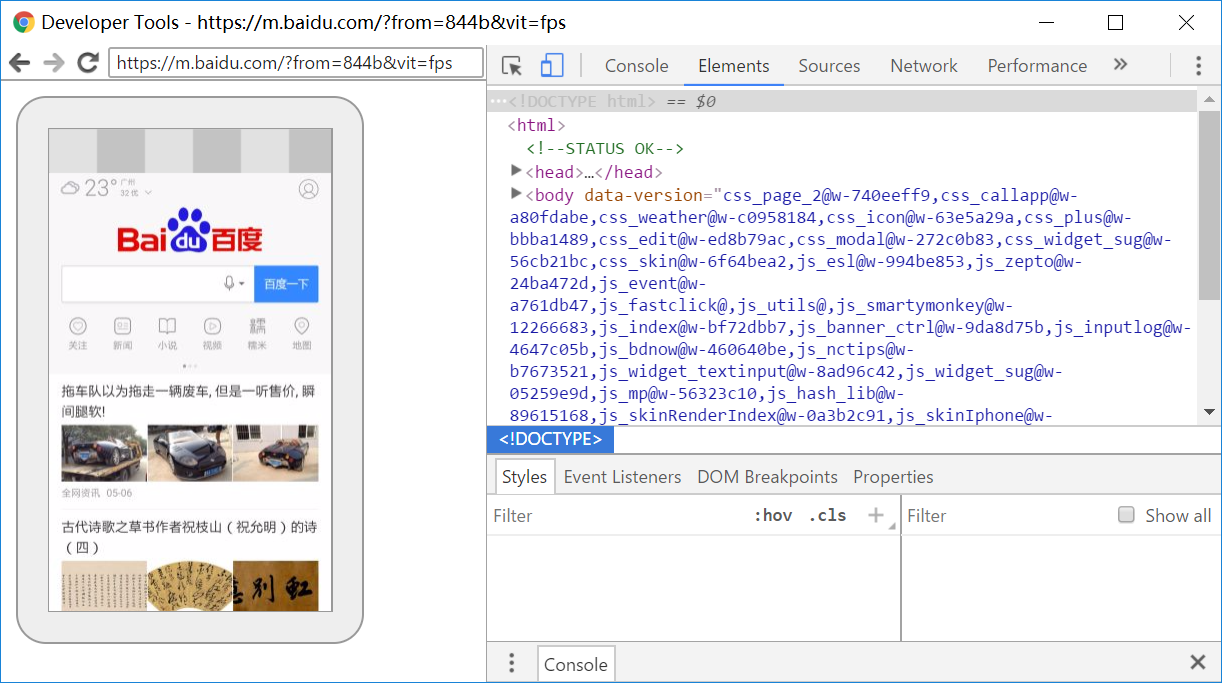 Developer Tools - https://m.baidu.com/?from=844b&vit=fps
https://m.baidu.com/?from=844b&vit=fps
23°
广州
32 优
Bai du 百度
百度一下
关注 新闻 小说 视频 糯米 地图
拖车队以为拖走一辆废车, 但是一听售价, 瞬
间腿软!
全网资讯 05-06
古代诗歌之草书作者祝枝山（祝允明）的诗
（四）
Console Elements Sources Network Performance »
…<!DOCTYPE html> == $0
<html>
<!--STATUS OK-->
▶<head>…</head>
▶<body data-version="css_page_2@w-740eeff9,css_callapp@w-
a80fdabe,css_weather@w-c0958184,css_icon@w-63e5a29a,css_plus@w-
bbba1489,css_edit@w-ed8b79ac,css_modal@w-272c0b83,css_widget_sug@w-
56cb21bc,css_skin@w-6f64bea2,js_esl@w-994be853,js_zepto@w-
24ba472d,js_event@w-
a761db47,js_fastclick@,js_utils@,js_smartymonkey@w-
12266683,js_index@w-bf72dbb7,js_banner_ctrl@w-9da8d75b,js_inputlog@w-
4647c05b,js_bdnow@w-460640be,js_nctips@w-
b7673521,js_widget_textinput@w-8ad96c42,js_widget_sug@w-
05259e9d,js_mp@w-56323c10,js_hash_lib@w-
89615168,js_skinRenderIndex@w-0a3b2c91,js_skinIphone@w-
<!DOCTYPE>
Styles Event Listeners DOM Breakpoints Properties
Filter :hov .cls + Filter Show all
Console